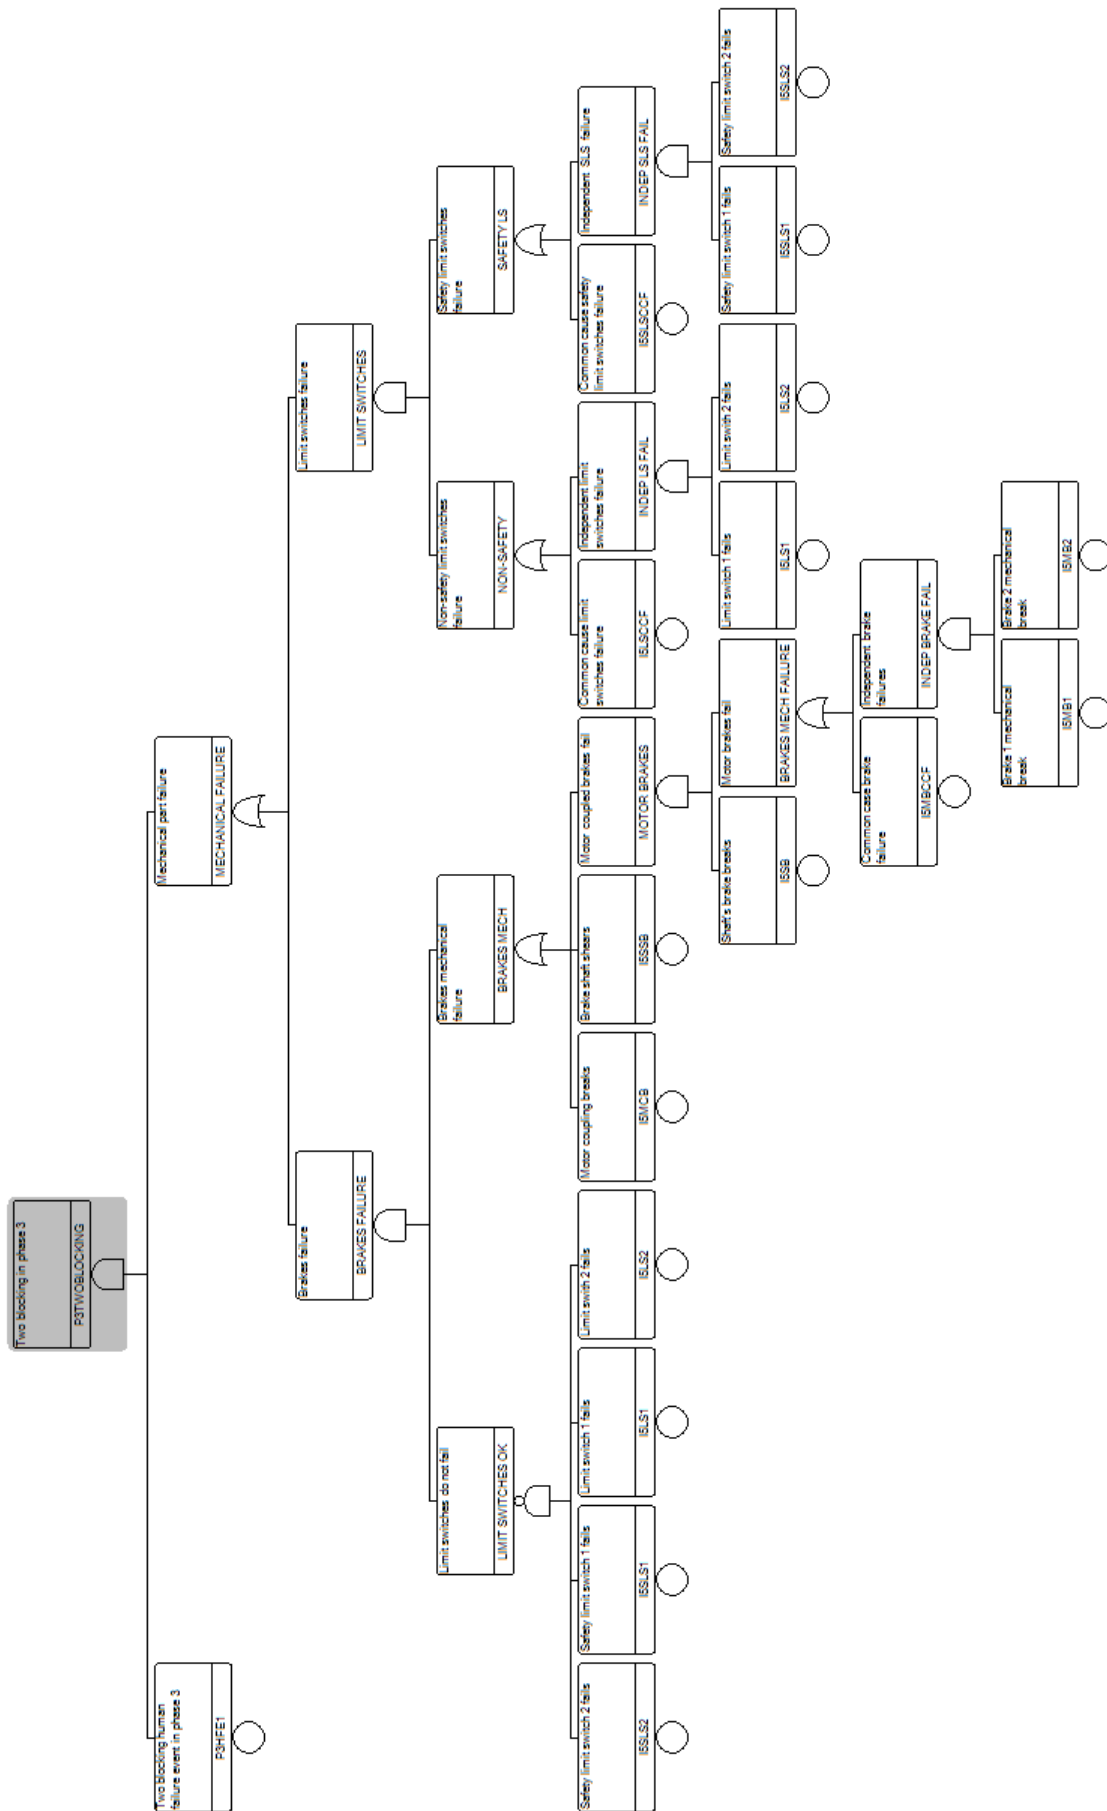 Two blocking in phase 3
P3TWOBLOCKING
Two blocking human
failure event in phase 3
P3HFE1
Mechanical part failure
MECHANICAL FAILURE
Brakes failure
BRAKES FAILURE
Limit switches failure
LIMIT SWITCHES
Limit switches do not fail
LIMIT SWITCHES OK
Brakes mechanical
failure
BRAKES MECH
Non-safety limit switches
failure
NON-SAFETY
Safety limit switches
failure
SAFETY LS
Safety limit switch 2 fails
I5SLS2
Safety limit switch 1 fails
I5SLS1
Limit switch 1 fails
I5LS1
Limit swith 2 fails
I5LS2
Motor coupling breaks
I5MCB
Brake shaft shears
I5SSB
Motor coupled brakes fail
MOTOR BRAKES
Common cause limit
switches failure
I5LSCCF
Independent limit
switches failure
INDEP LS FAIL
Common cause safety
limit switches failure
I5SLSCCF
Independent SLS failure
INDEP SLS FAIL
Shaft's brake breaks
I5SB
Motor brakes fail
BRAKES MECH FAILURE
Limit switch 1 fails
I5LS1
Limit swith 2 fails
I5LS2
Safety limit switch 1 fails
I5SLS1
Safety limit switch 2 fails
I5SLS2
Common case brake
failure
I5MBCCF
Independent brake
failures
INDEP BRAKE FAIL
Brake 1 mechanical
break
I5MB1
Brake 2 mechanical
break
I5MB2